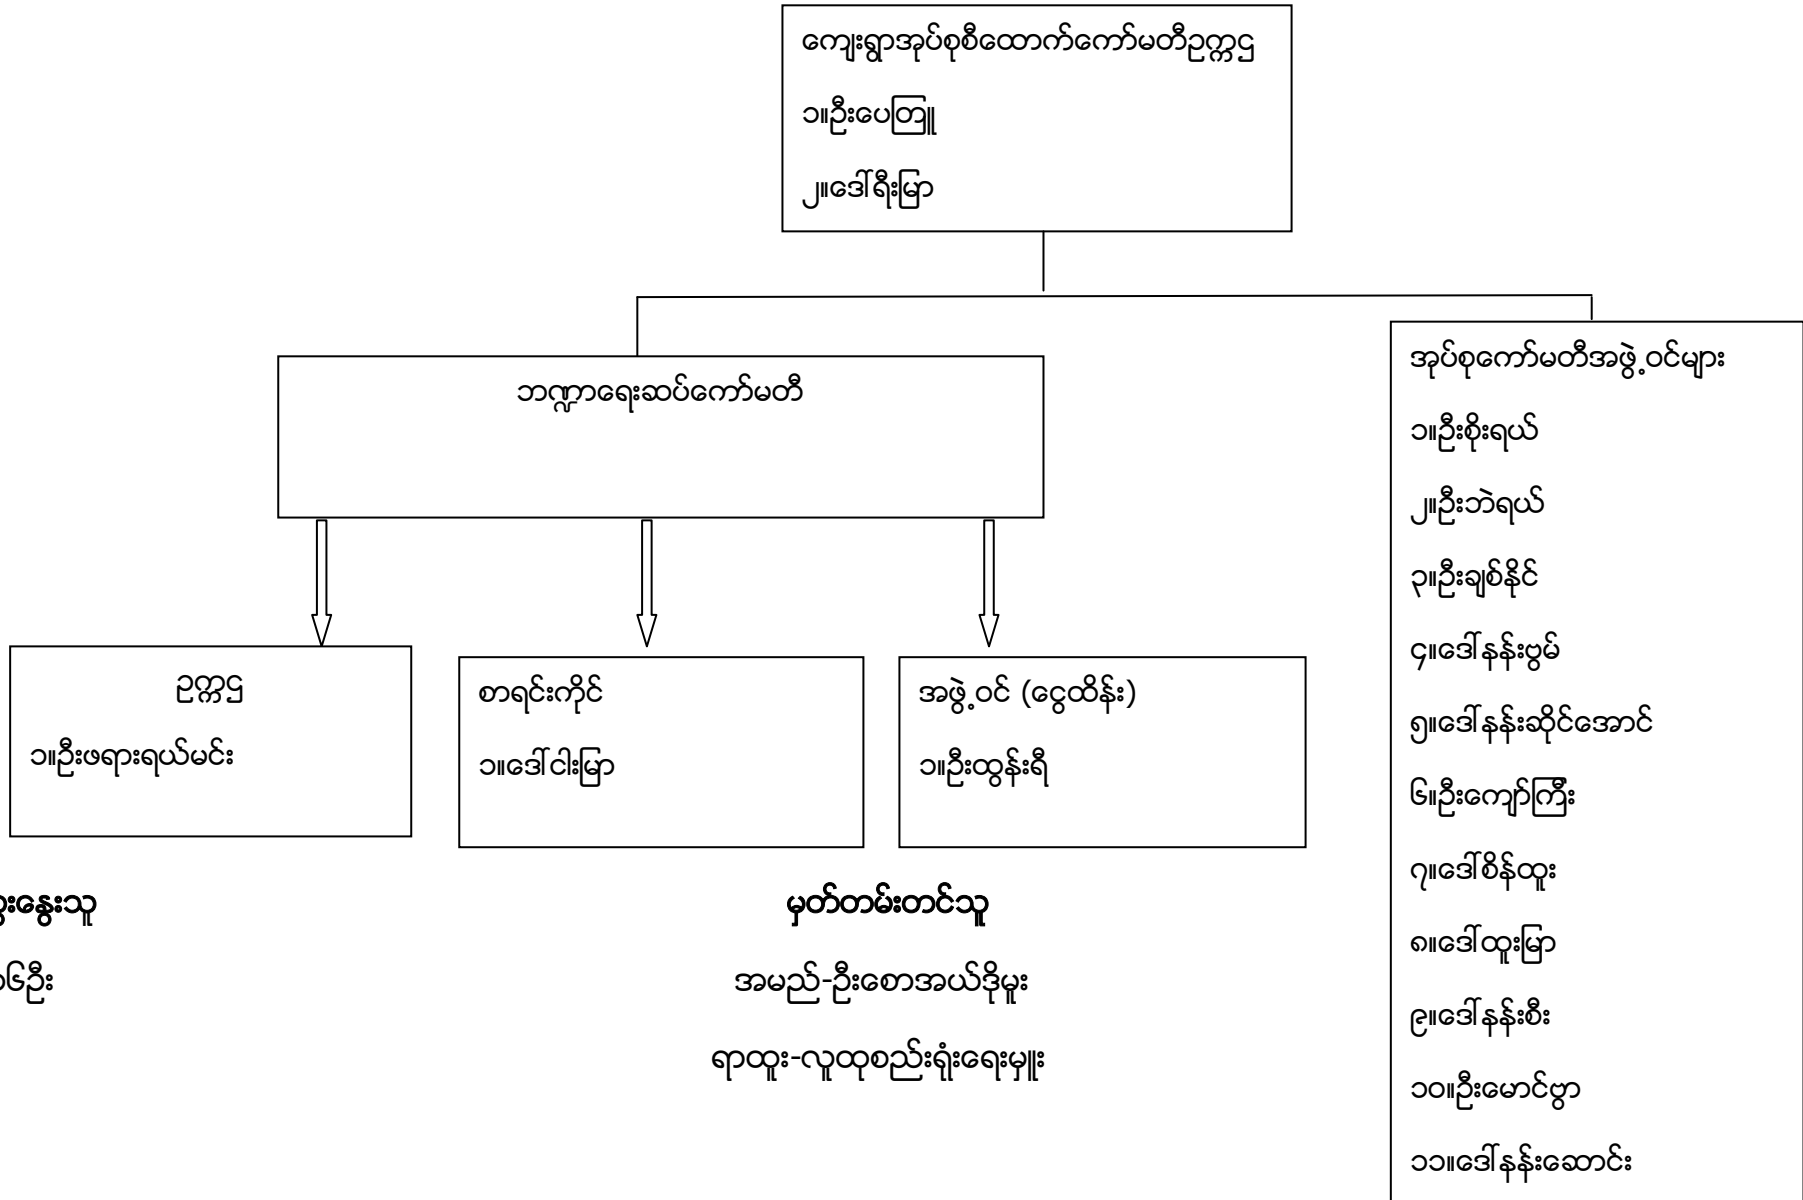 ကျေးရွာအုပ်စုစီထောက်ကော်မတီဥက္ကဌ
၁။ဦးပေတြူ
၂။ဒေါ်ရီးမြာ
ဘဏ္ဍာရေးဆပ်ကော်မတီ
ဥက္ကဌ
၁။ဦးဖရားရယ်မင်း
စာရင်းကိုင်
၁။ဒေါ်ငါးမြာ
အဖွဲ့ဝင် (ငွေထိန်း)
၁။ဦးထွန်းရီ
အုပ်စုကော်မတီအဖွဲ့ဝင်များ
၁။ဦးစိုးရယ်
၂။ဦးဘဲရယ်
၃။ဦးချစ်နိုင်
၄။ဒေါ်နန်းဗွမ်
၅။ဒေါ်နန်းဆိုင်အောင်
၆။ဦးကျော်ကြီး
၇။ဒေါ်စိန်ထူး
၈။ဒေါ်ထူးမြာ
၉။ဒေါ်နန်းစီး
၁၀။ဦးမောင်ဗွာ
၁၁။ဒေါ်နန်းဆောင်း
နွေးသူ
၆ဦး
မှတ်တမ်းတင်သူ
အမည်-ဦးစောအယ်ဒိုမူး
ရာထူး-လူထုစည်းရုံးရေးမှူး